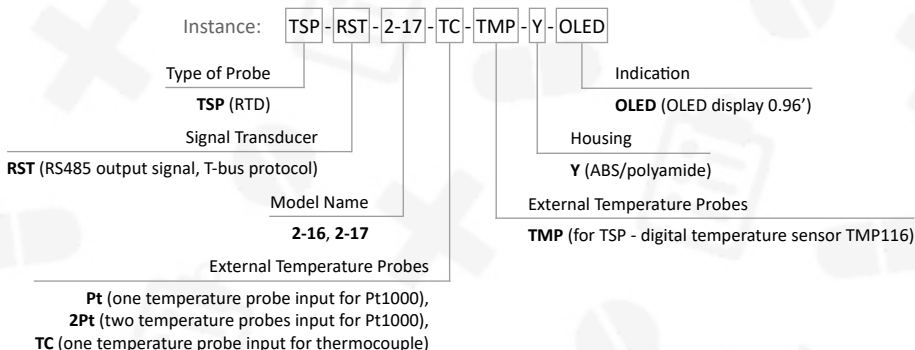 Instance: TSP-RST-2-17-TC-TMP-Y-OLED
Type of Probe
TSP (RTD)
Signal Transducer
RST (RS485 output signal, T-bus protocol)
Model Name
2-16, 2-17
External Temperature Probes
Pt (one temperature probe input for Pt1000),
2Pt (two temperature probes input for Pt1000),
TC (one temperature probe input for thermocouple)
Indication
OLED (OLED display 0.96’)
Housing
Y (ABS/polyamide)
External Temperature Probes
TMP (for TSP - digital temperature sensor TMP116)